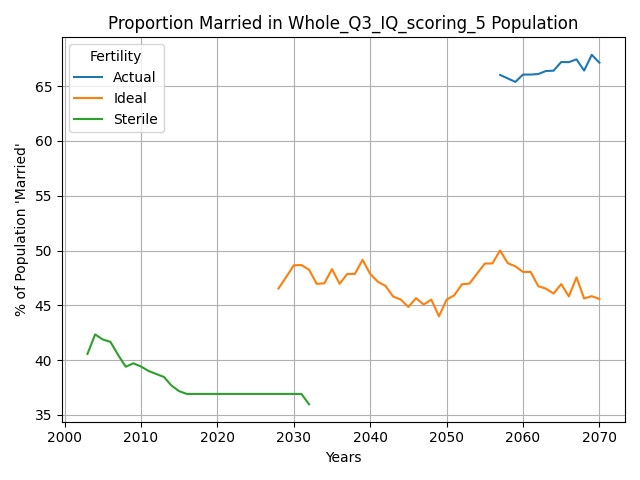 Proportion Married in Whole_Q3_IQ_scoring_5 Population
Fertility
Actual
Ideal
Sterile
% of Population 'Married'
65
60
55
50
45
40
35
2000
2010
2020
2030
2040
2050
2060
2070
Years